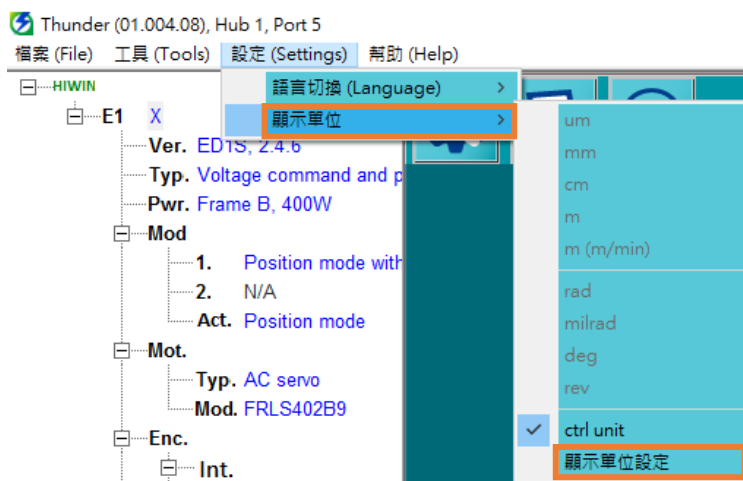 Thunder (01.004.08), Hub 1, Port 5
檔案 (File) 工具 (Tools) 設定 (Settings) 幫助 (Help)
HIWIN
語言切換 (Language)
E1 X
顯示單位
um
Ver. ED1S, 2.4.6
mm
Typ. Voltage command and p
cm
Pwr. Frame B, 400W
m
Mod
m (m/min)
1. Position mode with
2. N/A
rad
Act. Position mode
milrad
Mot.
deg
Typ. AC servo
rev
Mod. FRLS402B9
Enc.
ctrl unit
Int.
顯示單位設定